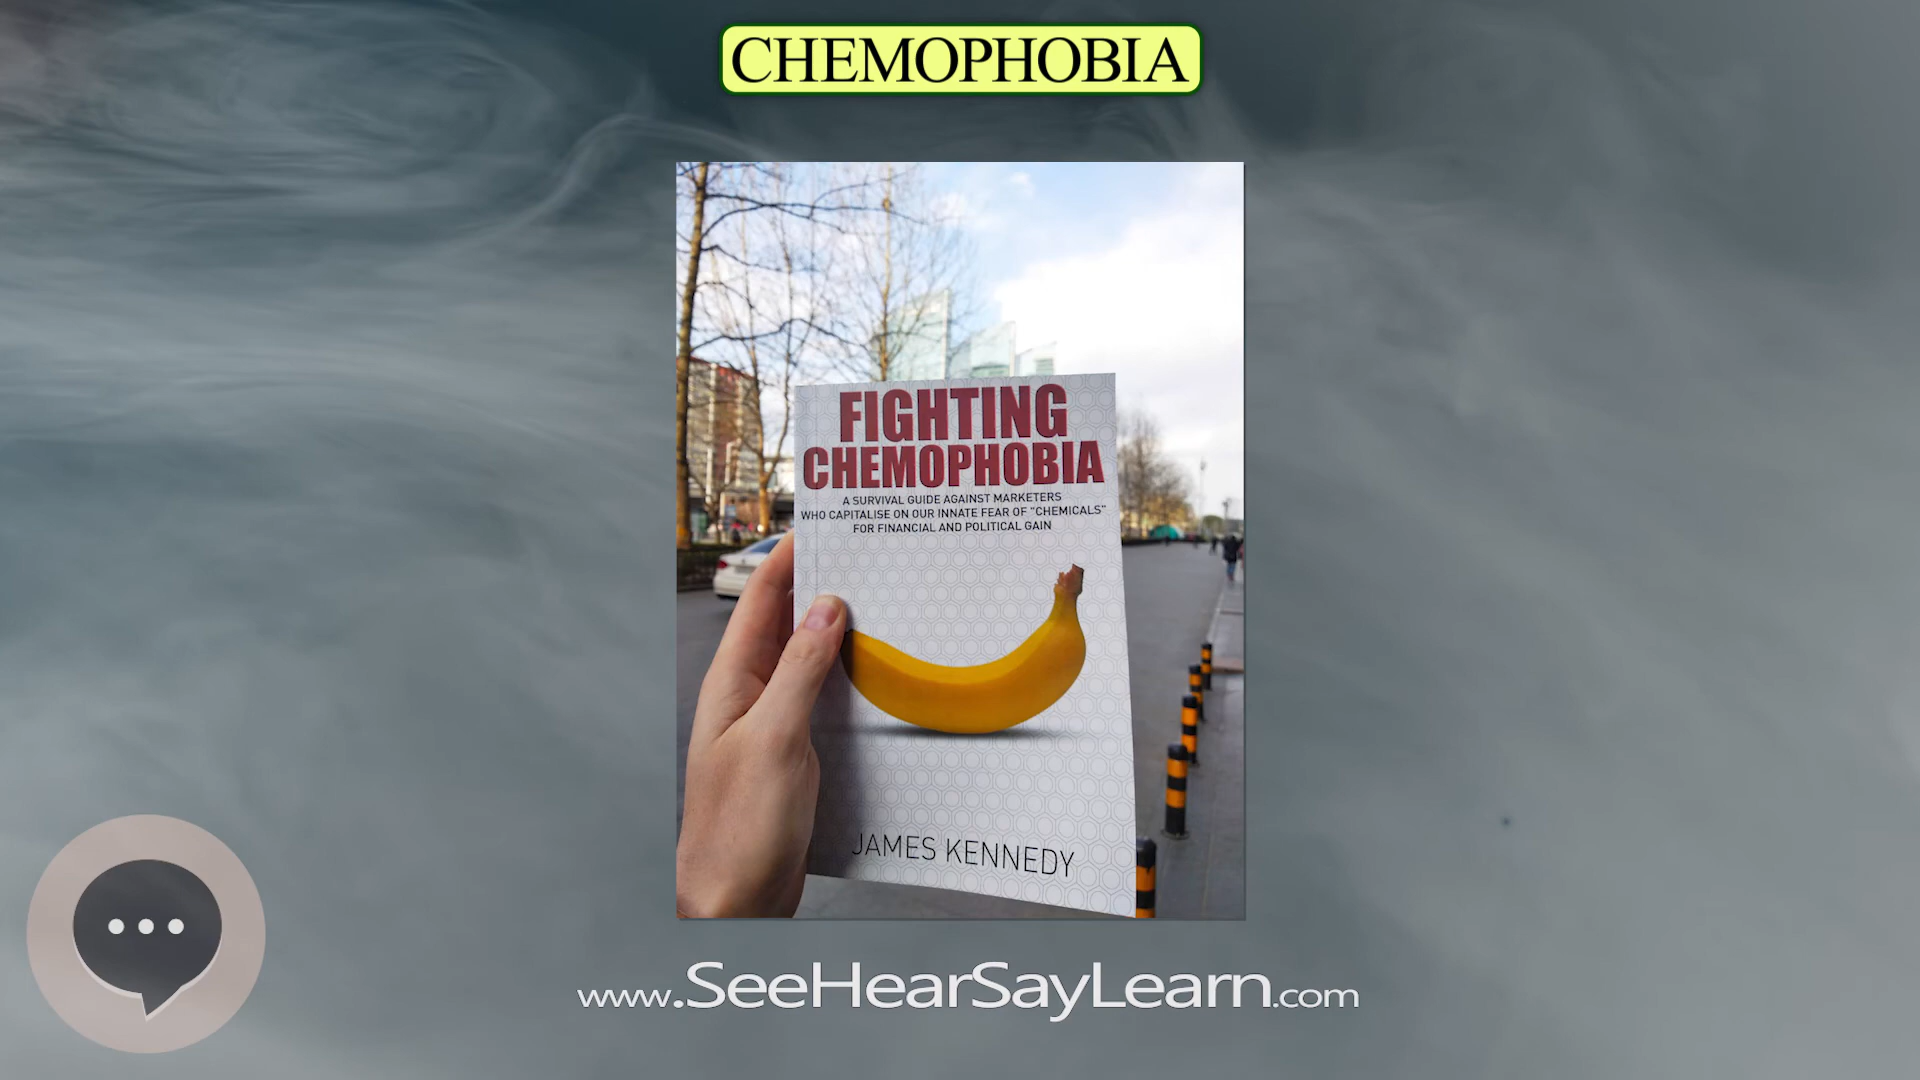 CHEMOPHOBIA
FIGHTING
CHEMOPHOBIA
A SURVIVAL GUIDE AGAINST MARKETERS
WHO CAPITALISE ON OUR INNATE FEAR OF "CHEMICALS"
FOR FINANCIAL AND POLITICAL GAIN
JAMES KENNEDY
www.SeeHearSayLearn.com